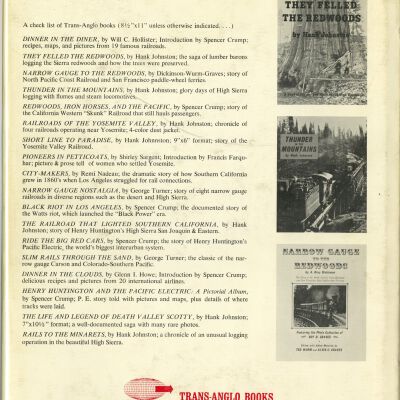 A check list of Trans-Anglo books (8½"x11" unless otherwise indicated. . . .)
DINNER IN THE DINER, by Will C. Hollister; Introduction by Spencer Crump;
recipes, maps, and pictures from 19 famous railroads.
THEY FELLED THE REDWOODS, by Hank Johnston; the saga of lumber barons
logging the Sierra redwoods and how the trees were preserved.
NARROW GAUGE TO THE REDWOODS, by Dickinson-Wurm-Graves; story of
North Pacific Coast Railroad and San Francisco paddle-wheel ferries.
THUNDER IN THE MOUNTAINS, by Hank Johnston; glory days of High Sierra
logging with flumes and steam locomotives.
REDWOODS, IRON HORSES, AND THE PACIFIC, by Spencer Crump; story of
the California Western "Skunk" Railroad that still hauls passengers.
RAILROADS OF THE YOSEMITE VALLEY, by Hank Johnston; chronicle of
four railroads operating near Yosemite; 4-color dust jacket.
SHORT LINE TO PARADISE, by Hank Johnston; 9"x6" format; story of the
Yosemite Valley Railroad.
PIONEERS IN PETTICOATS, by Shirley Sargent; Introduction by Francis Farqu-
har; picture & prose tell of women who settled Yosemite.
CITY-MAKERS, by Remi Nadeau; the dramatic story of how Southern California
grew in 1860's when Los Angeles struggled for rail connections.
NARROW GAUGE NOSTALGIA, by George Turner; story of eight narrow gauge
railroads in diverse regions such as the desert and High Sierra.
BLACK RIOT IN LOS ANGELES, by Spencer Crump; the documented story of
the Watts riot, which launched the "Black Power" era.
THE RAILROAD THAT LIGHTED SOUTHERN CALIFORNIA, by Hank
Johnston; story of Henry Huntington's High Sierra San Joaquin & Eastern.
RIDE THE BIG RED CARS, by Spencer Crump; the story of Henry Huntington's
Pacific Electric, the world's biggest interurban system.
SLIM RAILS THROUGH THE SAND, by George Turner; the classic of the nar-
row gauge Carson and Colorado-Southern Pacific.
DINNER IN THE CLOUDS, by Glenn I. Howe; Introduction by Spencer Crump;
delicious recipes and pictures from 20 international airlines.
HENRY HUNTINGTON AND THE PACIFIC ELECTRIC: A Pictorial Album,
by Spencer Crump; P. E. story told with pictures and maps, plus details of where
tracks were laid.
THE LIFE AND LEGEND OF DEATH VALLEY SCOTTY, by Hank Johnston;
7"x10½" format; a well-documented saga with many rare photos.
RAILS TO THE MINARETS, by Hank Johnston; a chronicle of an unusual logging
operation in the beautiful High Sierra.
THEY FELLED
THE REDWOODS
by Hank Johnston
THUNDER
IN THE
MOUNTAINS
by Hank Johnston
NARROW GAUGE
TO THE
REDWOODS
TRANS-ANGLO BOOKS